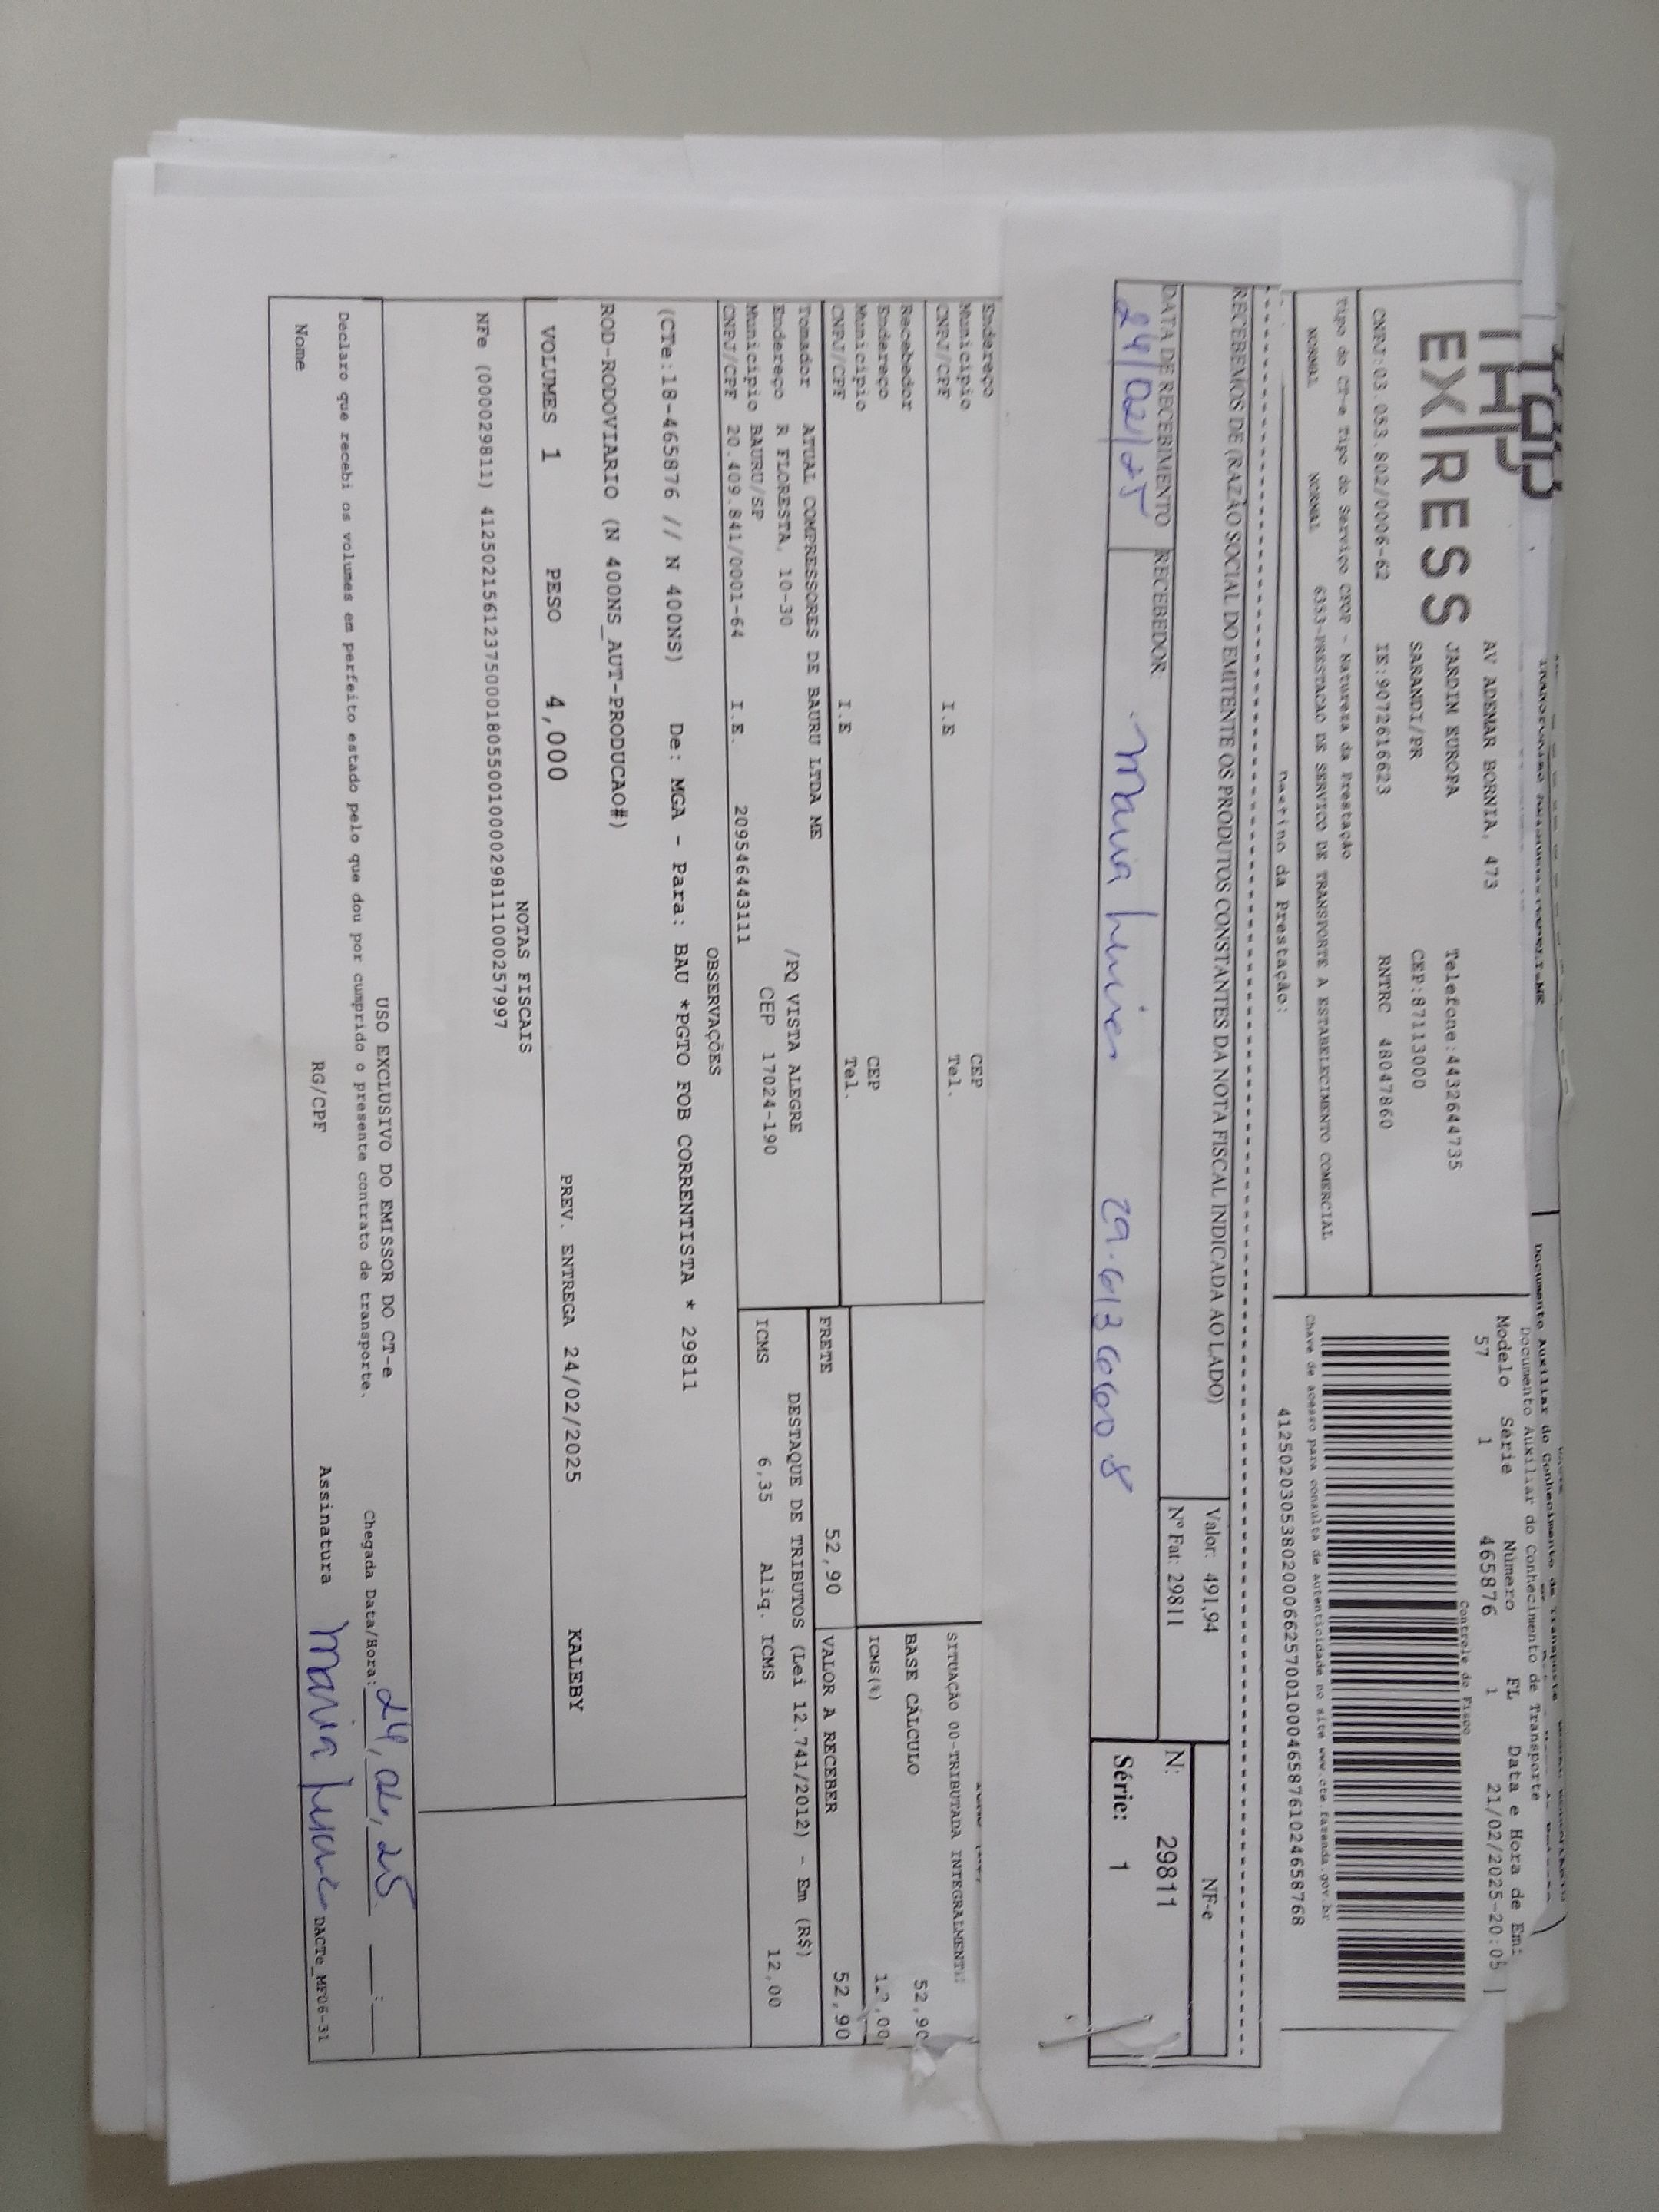 EXPRESS
AV ADEMAR BORNIA, 473
JARDIM EUROPA Telefone:4432644735
SARANDI/PR CEP:87113000
CNPJ:03.053.802/0006-62 IE:9072616623 RNTRC 48047860
Tipo do CT-e Tipo do Serviço CFOP - Natureza da Prestação
NORMAL NORMAL 6353-PRESTACAO DE SERVICO DE TRANSPORTE A ESTABELECIMENTO COMERCIAL
Documento Auxiliar do Conhecimento de Transporte
Modelo Série Número FL Data e Hora de Emi
57 1 465876 1 21/02/2025-20:05
Controle do Fisco
Chave de acesso para consulta de autenticidade no site www.cte.fazenda.gov.br
41250203053802000662570010004658761024658768
da Prestação:
RECEBEMOS DE (RAZÃO SOCIAL DO EMITENTE OS PRODUTOS CONSTANTES DA NOTA FISCAL INDICADA AO LADO)
Valor: 491,94
Nº Fat: 29811
NF-e
N: 29811
Série: 1
DATA DE RECEBIMENTO RECEBEDOR:
24/02/25 Maria 29.613.660.8
Endereço
Município CEP
CNPJ/CPF I.E Tel.
Recebedor
Endereço
Município CEP
CNPJ/CPF I.E Tel.
SITUAÇÃO 00-TRIBUTADA INTEGRALMENTE
BASE CÁLCULO 52,90
ICMS(%) 12,00
Tomador ATUAL COMPRESSORES DE BAURU LTDA ME
Endereço R FLORESTA, 10-30 /PQ VISTA ALEGRE
Município BAURU/SP CEP 17024-190
CNPJ/CPF 20.409.841/0001-64 I.E. 209546443111
FRETE 52,90 VALOR A RECEBER 52,90
DESTAQUE DE TRIBUTOS (Lei 12.741/2012) - Em (R$)
ICMS 6,35 Aliq. ICMS 12,00
OBSERVAÇÕES
(CTe:18-465876 // N 400NS) De: MGA - Para: BAU *PGTO FOB CORRENTISTA * 29811
ROD-RODOVIARIO (N 400NS_AUT-PRODUCAO#)
VOLUMES 1 PESO 4,000 PREV. ENTREGA 24/02/2025 KALEBY
NOTAS FISCAIS
NFe (000029811) 41250215612375000180550010000298111000257997
USO EXCLUSIVO DO EMISSOR DO CT-e
Declaro que recebi os volumes em perfeito estado pelo que dou por cumprido o presente contrato de transporte.
Chegada Data/Hora: 24, 02, 25 __:__
Nome RG/CPF Assinatura Maria
DACTe_MF06-31